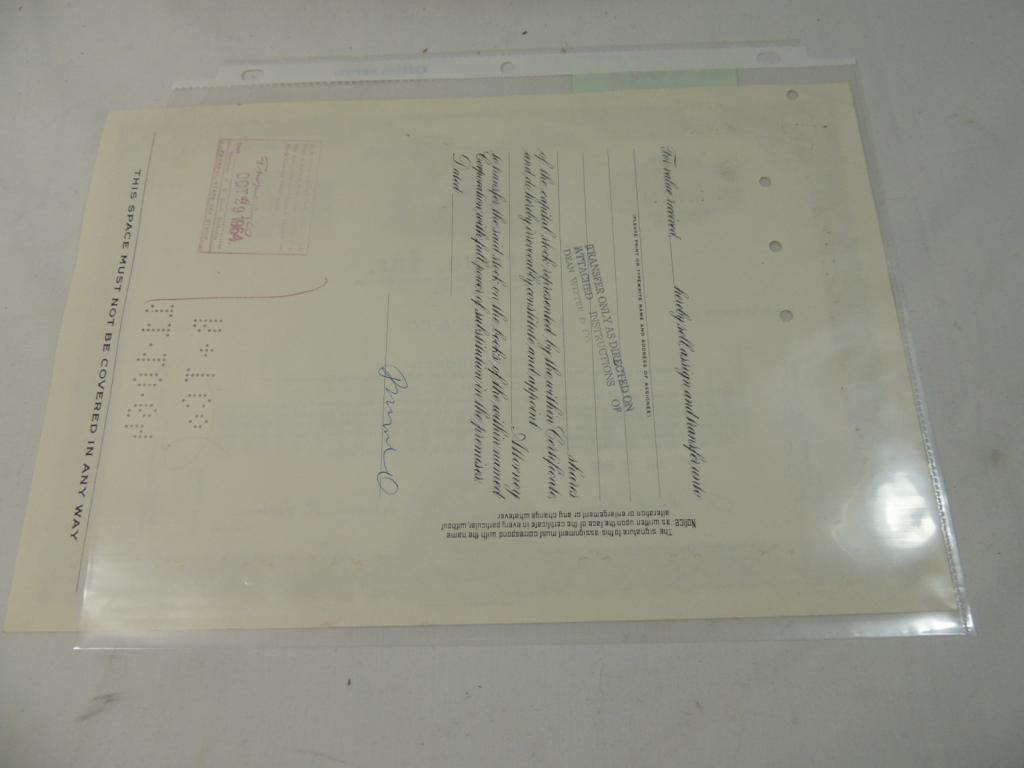 For value received hereby sell, assign and transfer unto
(PLEASE PRINT OR TYPEWRITE NAME AND ADDRESS OF ASSIGNEE)
TRANSFER ONLY AS DIRECTED ON
ATTACHED INSTRUCTIONS OF
DEAN WITTER & CO.
shares
of the capital stock represented by the within Certificate,
and do hereby irrevocably constitute and appoint
Attorney
to transfer the said stock on the books of the within named
Corporation with full power of substitution in the premises.
Dated
NOTICE: The signature to this assignment must correspond with the name
as written upon the face of the certificate in every particular, without
alteration or enlargement or any change whatever.
OCT 29 1964
THIS SPACE MUST NOT BE COVERED IN ANY WAY